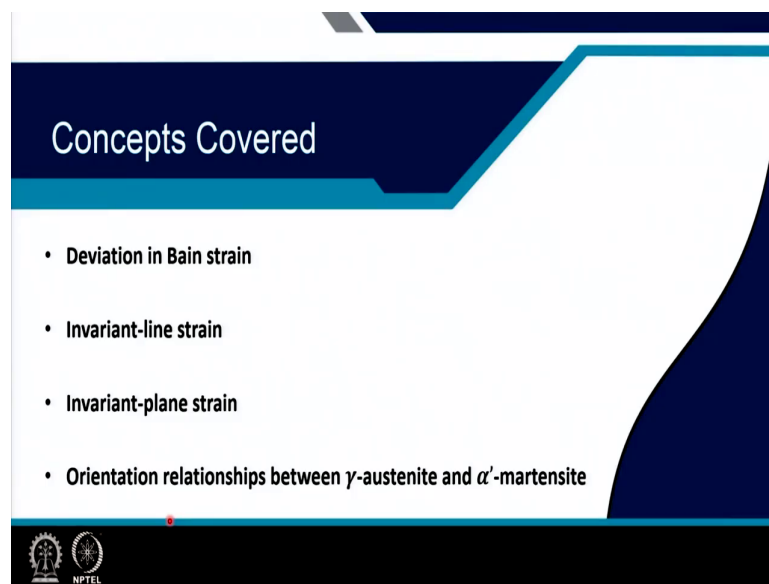 Concepts Covered
• Deviation in Bain strain
• Invariant-line strain
• Invariant-plane strain
• Orientation relationships between γ-austenite and α′-martensite
NPTEL